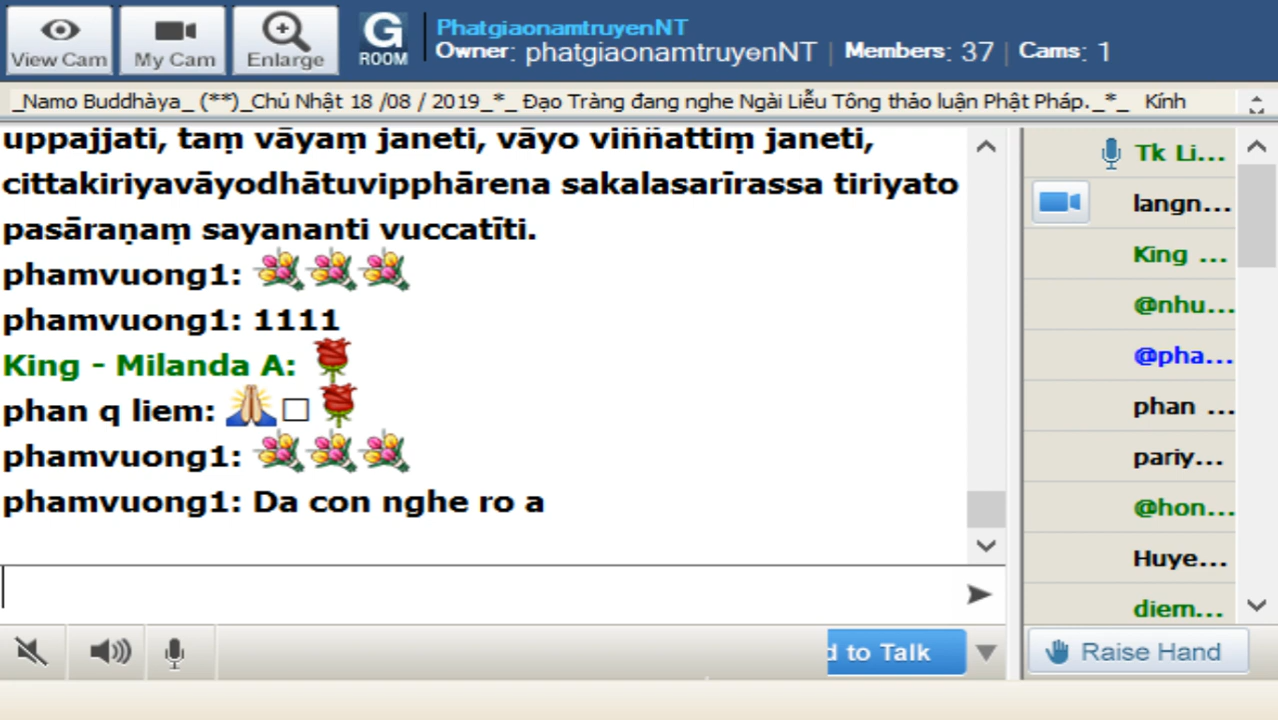 View Cam
My Cam
Enlarge
G
ROOM
PhatgiaonamtruyenNT
Owner: phatgiaonamtruyenNT | Members: 37 | Cams: 1
_Namo Buddhàya_ (**)_Chủ Nhật 18 /08 / 2019_*_ Đạo Tràng đang nghe Ngài Liễu Tông thảo luận Phật Pháp._*_ Kính
uppajjati, taṃ vāyaṃ janeti, vāyo viññattiṃ janeti,
cittakiriyavāyodhātuvipphārena sakalasarīrassa tiriyato
pasāraṇaṃ sayananti vuccatīti.
phamvuong1:
phamvuong1: 1111
King - Milanda A:
phan q liem:
phamvuong1:
phamvuong1: Da con nghe ro a
Tk Li...
langn...
King ...
@nhu...
@pha...
phan ...
pariy...
@hon...
Huye...
diem...
d to Talk
Raise Hand